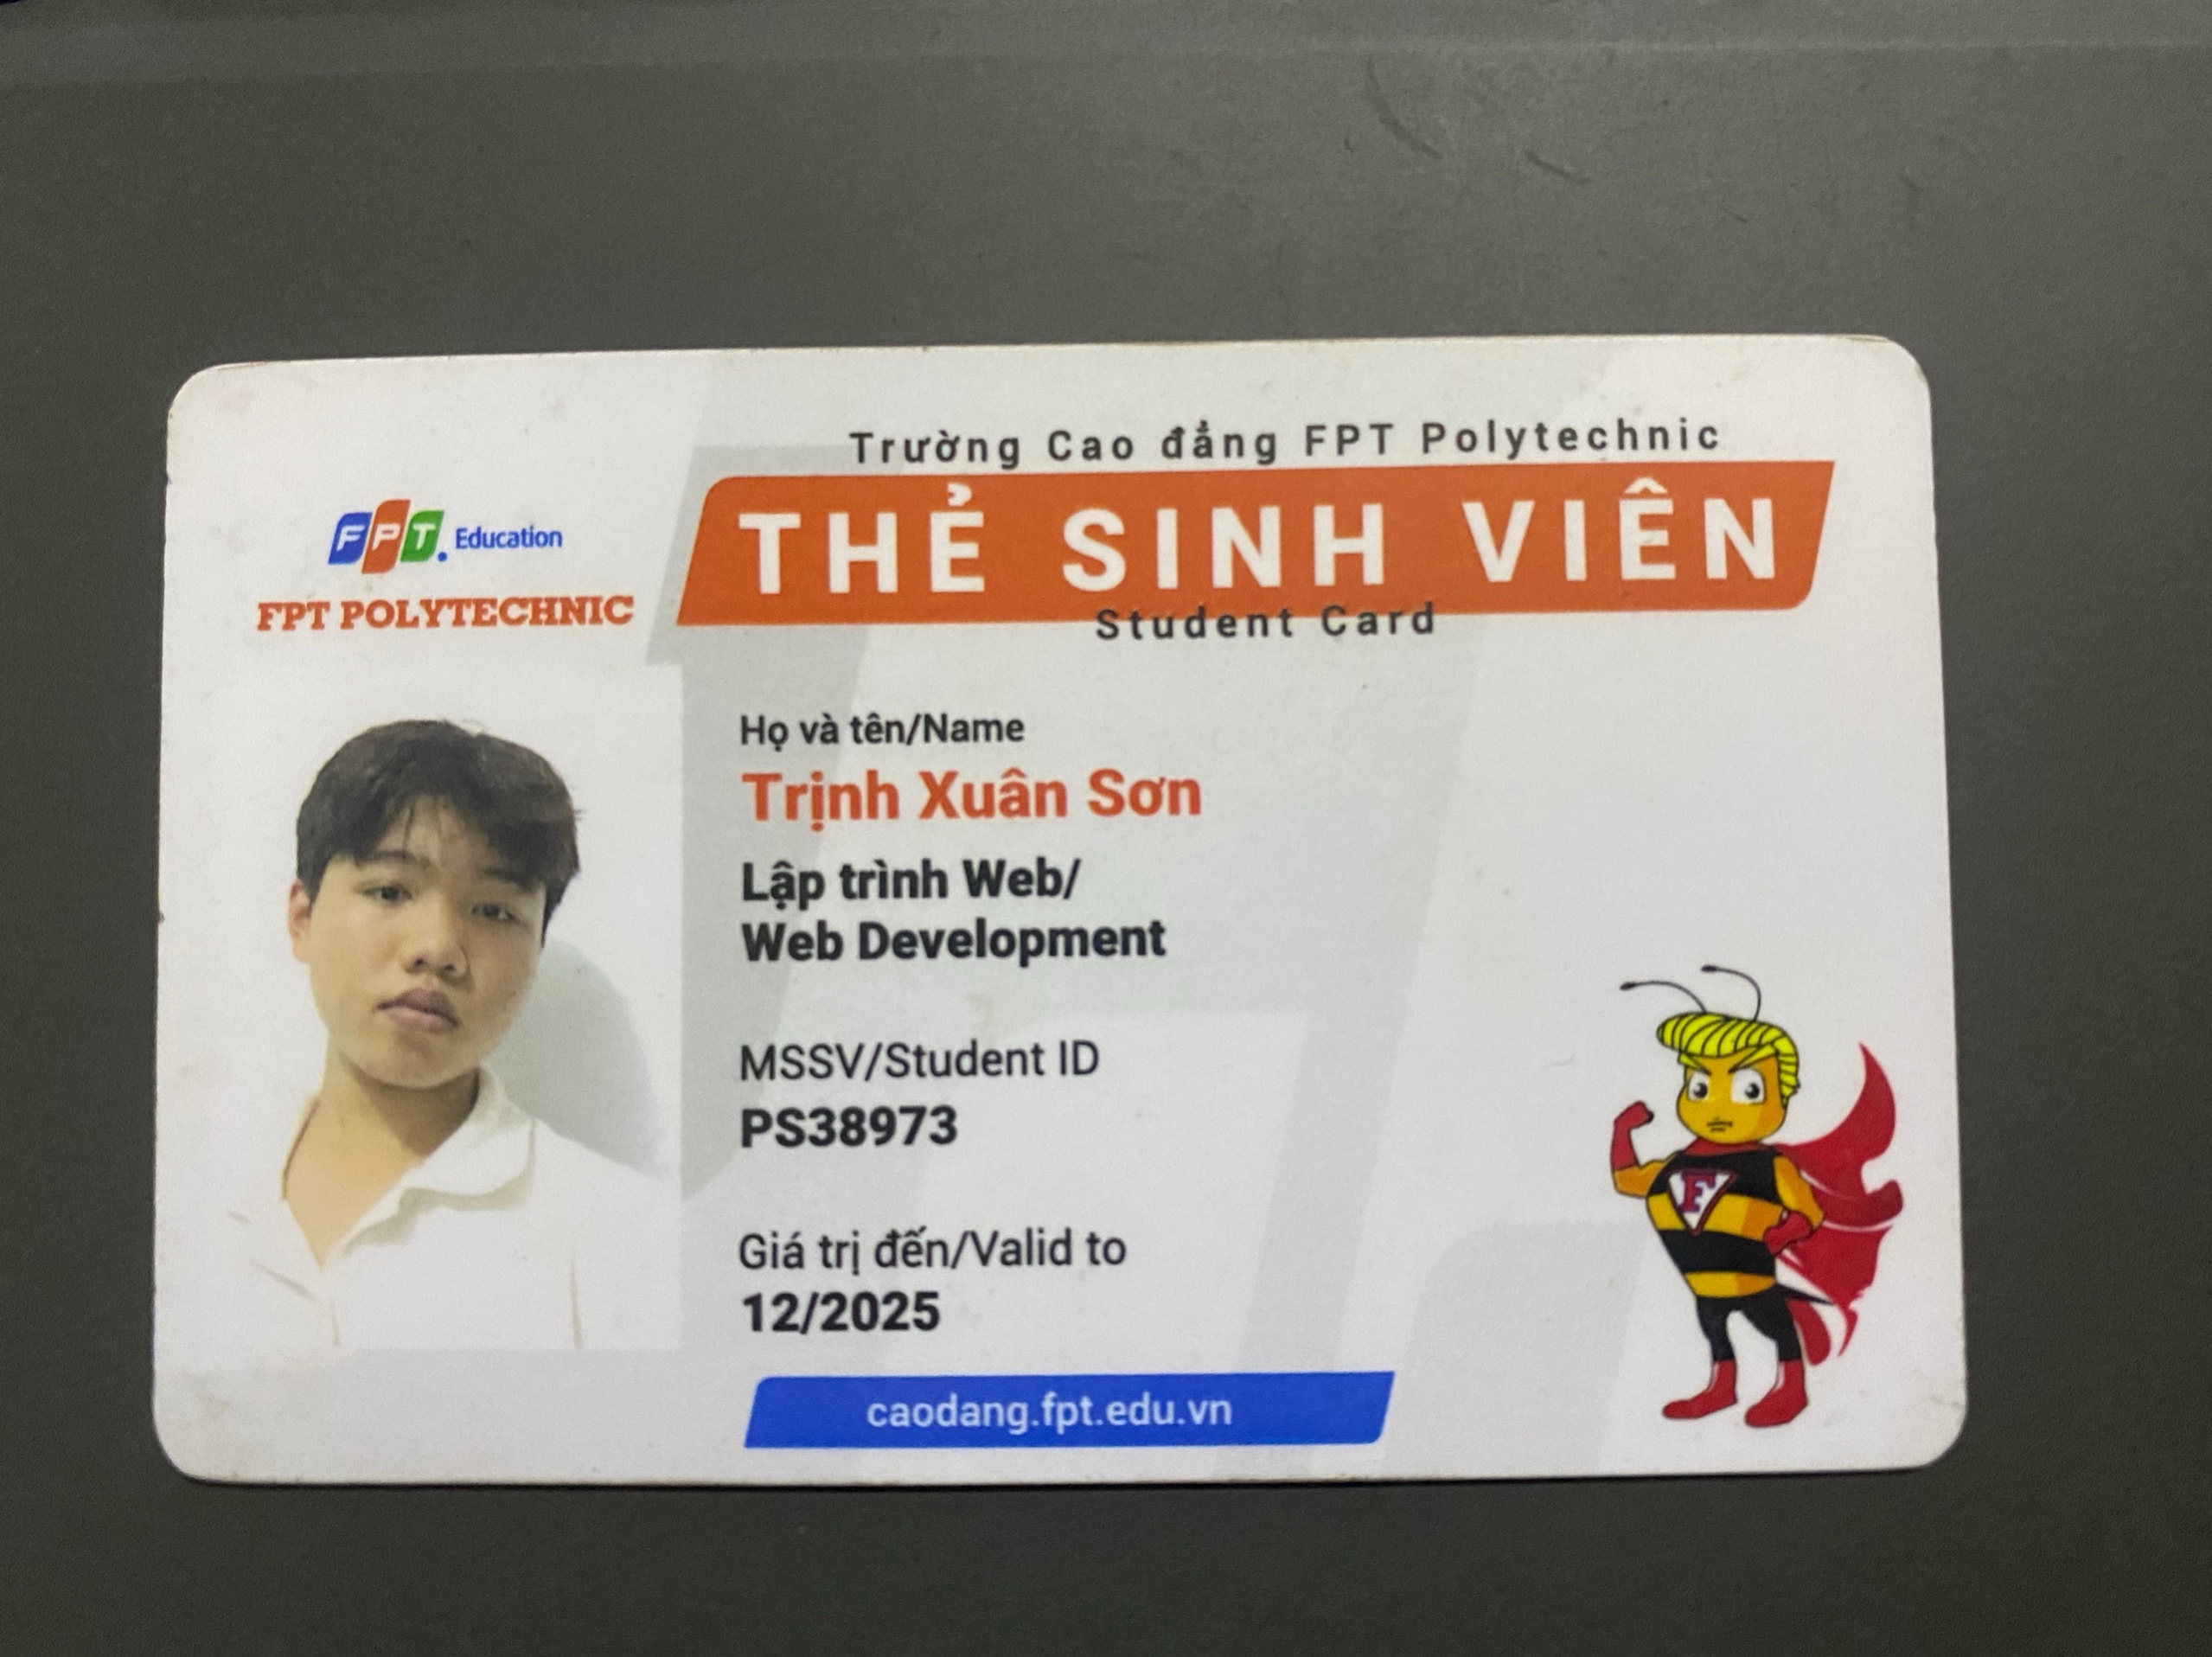 Trường Cao đẳng FPT Polytechnic
FPT. Education
FPT POLYTECHNIC
THẺ SINH VIÊN
Student Card
Họ và tên/Name
Trịnh Xuân Sơn
Lập trình Web/
Web Development
MSSV/Student ID
PS38973
Giá trị đến/Valid to
12/2025
caodang.fpt.edu.vn
F